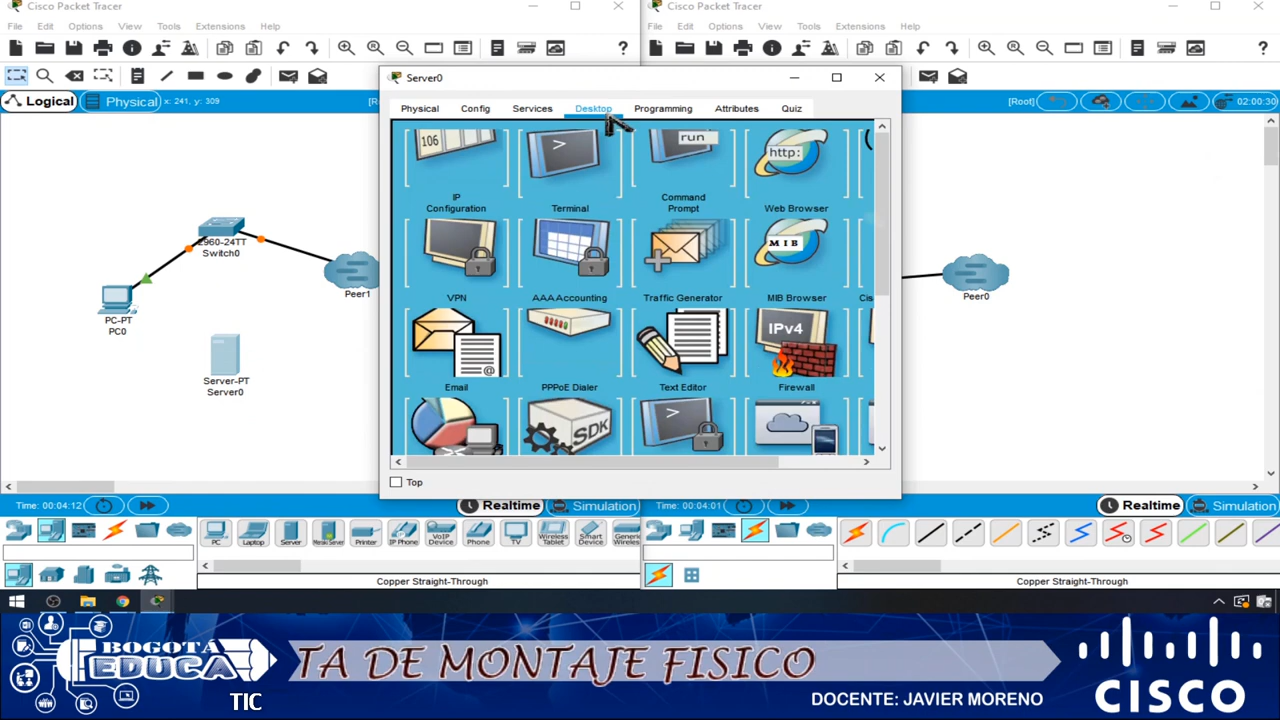 Cisco Packet Tracer
File Edit Options View Tools Extensions Help
?
Logical
Physical
x: 241, y: 309
[R
Z960-24TT
Switch0
Peer1
PC-PT
PC0
Server-PT
Server0
Time: 00:04:12
Realtime
Simulation
PC
Laptop
Server
Printer
IP Phone
VoIP
Device
Phone
TV
Wireless
Tablet
Smart
Device
Copper Straight-Through
Cisco Packet Tracer
File Edit Options View Tools Extensions Help
?
[Root]
02:00:30
Peer0
Time: 00:04:01
Realtime
Simulation
Copper Straight-Through
Server0
Physical Config Services Desktop Programming Attributes Quiz
106
>
run
http:
IP
Configuration
Terminal
Command
Prompt
Web Browser
MIB
VPN
AAA Accounting
Traffic Generator
MIB Browser
Cis
@
IPv4
Email
PPPoE Dialer
Text Editor
Firewall
SDK
>
Top
BOGOTÁ
EDUCA
TIC
TA DE MONTAJE FISICO
DOCENTE: JAVIER MORENO
CISCO